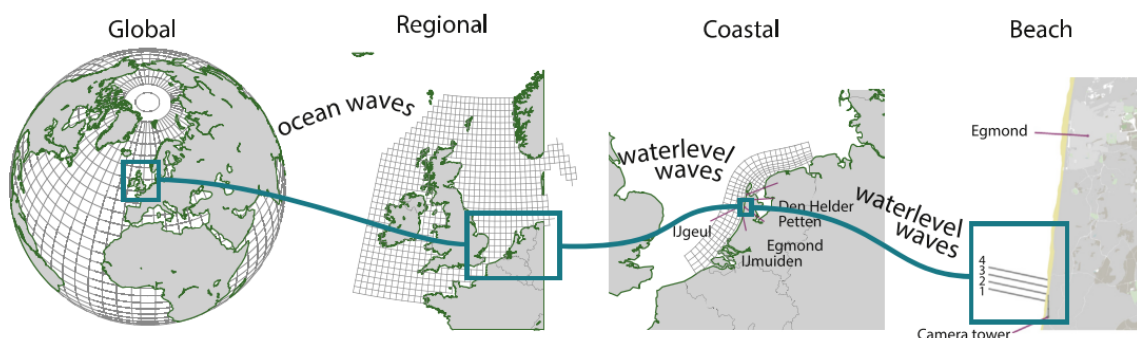 Global
Regional
Coastal
Beach
ocean waves
waterlevel
waves
IJgeul
Den Helder
Petten
Egmond
IJmuiden
waterlevel
waves
Egmond
4
3
2
1
Camera tower